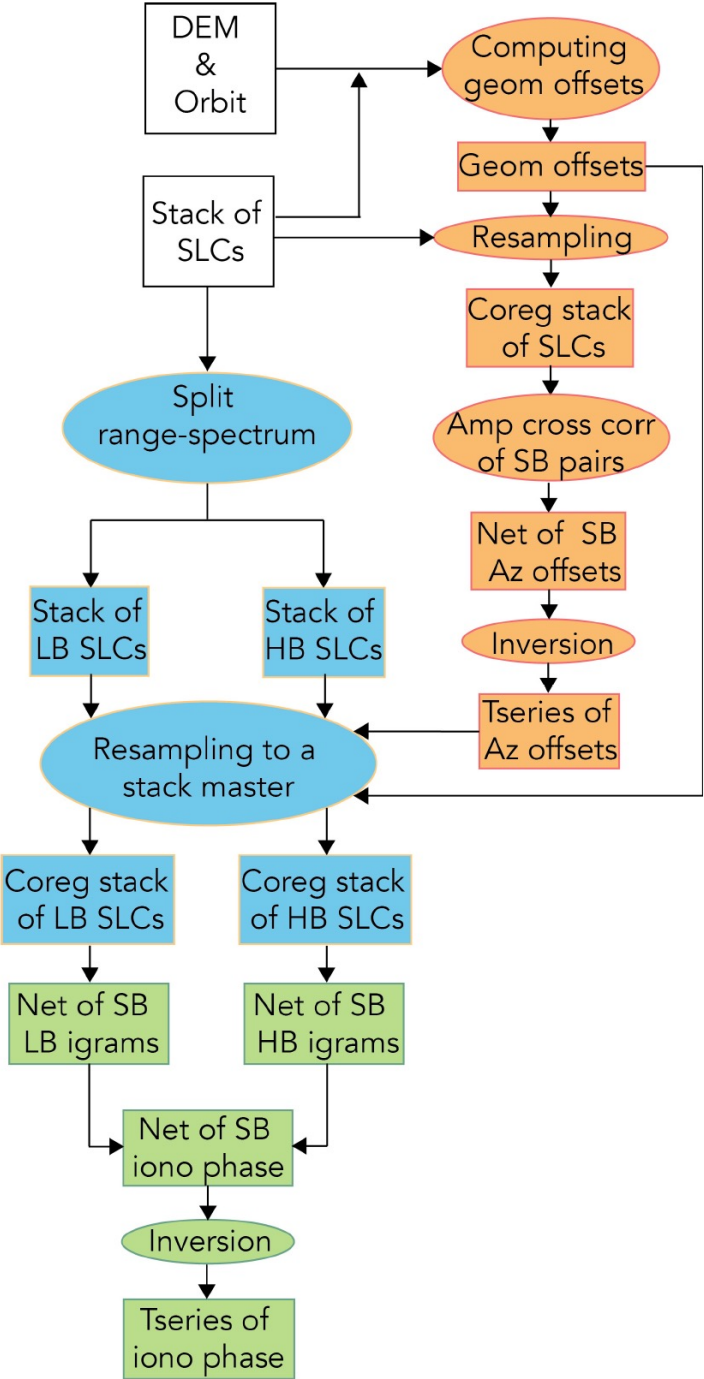 DEM
&
Orbit
Computing
geom offsets
Geom offsets
Stack of
SLCs
Resampling
Coreg stack
of SLCs
Split
range-spectrum
Amp cross corr
of SB pairs
Net of SB
Az offsets
Stack of
LB SLCs
Stack of
HB SLCs
Inversion
Tseries of
Az offsets
Resampling to a
stack master
Coreg stack
of LB SLCs
Coreg stack
of HB SLCs
Net of SB
LB igrams
Net of SB
HB igrams
Net of SB
iono phase
Inversion
Tseries of
iono phase